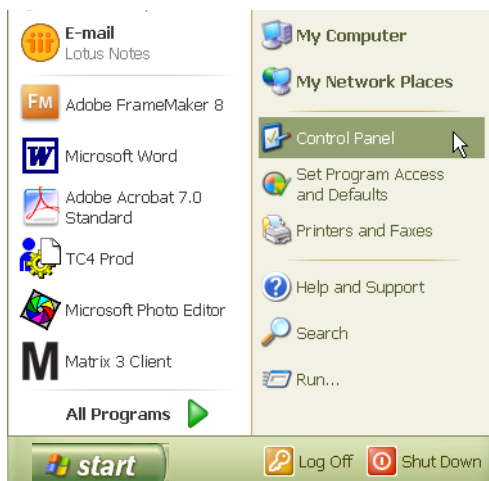 E-mail
Lotus Notes
FM
Adobe FrameMaker 8
W
Microsoft Word
Adobe Acrobat 7.0
Standard
TC4 Prod
Microsoft Photo Editor
M
Matrix 3 Client
All Programs
My Computer
My Network Places
Control Panel
Set Program Access
and Defaults
Printers and Faxes
Help and Support
Search
Run...
start
Log Off
Shut Down